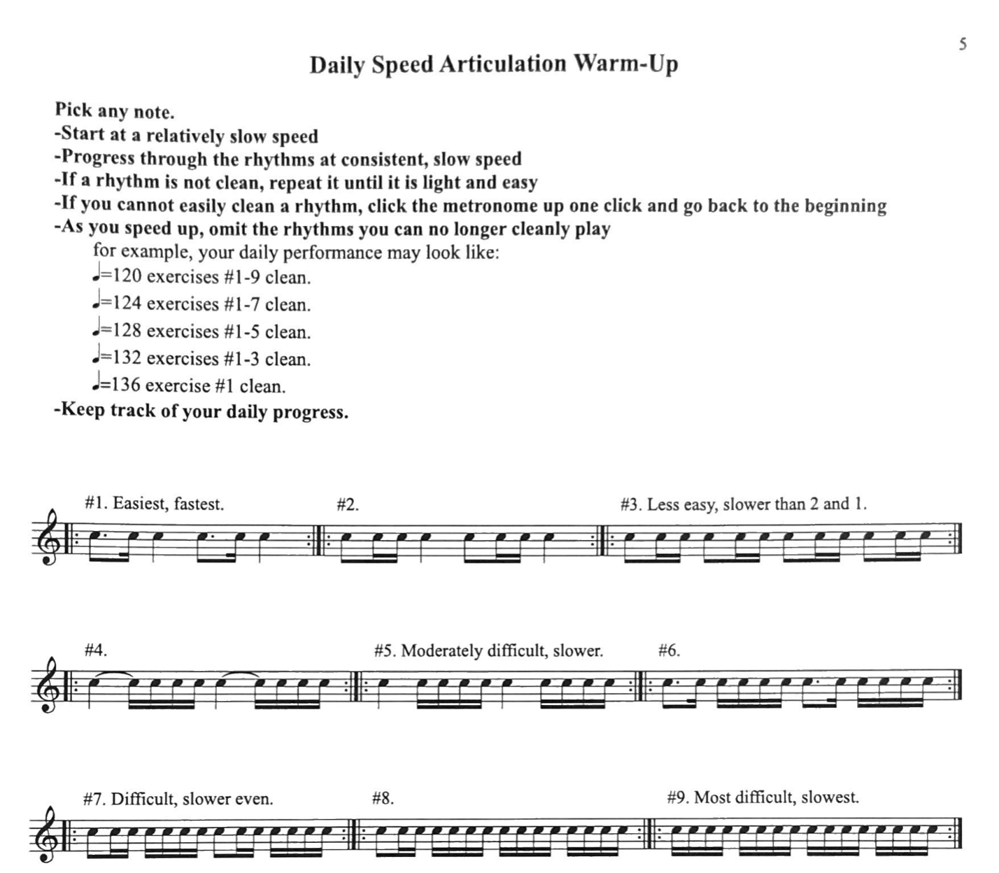 5
Daily Speed Articulation Warm-Up
Pick any note.
-Start at a relatively slow speed
-Progress through the rhythms at consistent, slow speed
-If a rhythm is not clean, repeat it until it is light and easy
-If you cannot easily clean a rhythm, click the metronome up one click and go back to the beginning
-As you speed up, omit the rhythms you can no longer cleanly play
for example, your daily performance may look like:
♩=120 exercises #1-9 clean.
♩=124 exercises #1-7 clean.
♩=128 exercises #1-5 clean.
♩=132 exercises #1-3 clean.
♩=136 exercise #1 clean.
-Keep track of your daily progress.
#1. Easiest, fastest.
#2.
#3. Less easy, slower than 2 and 1.
#4.
#5. Moderately difficult, slower.
#6.
#7. Difficult, slower even.
#8.
#9. Most difficult, slowest.